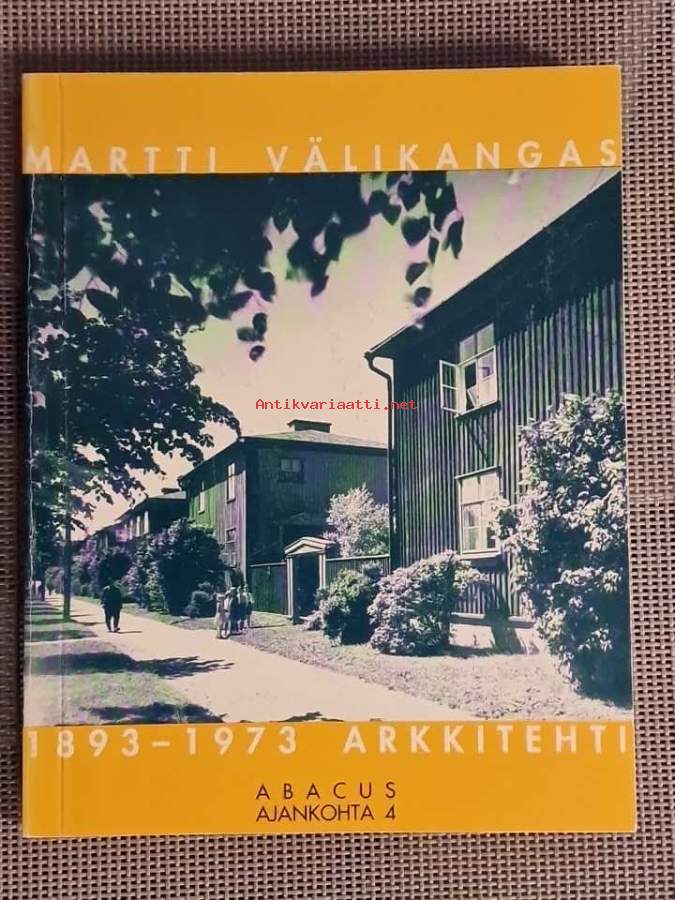 MARTTI VÄLIKANGAS
Antikvariaatti.net
1893–1973 ARKKITEHTI
ABACUS
AJANKOHTA 4